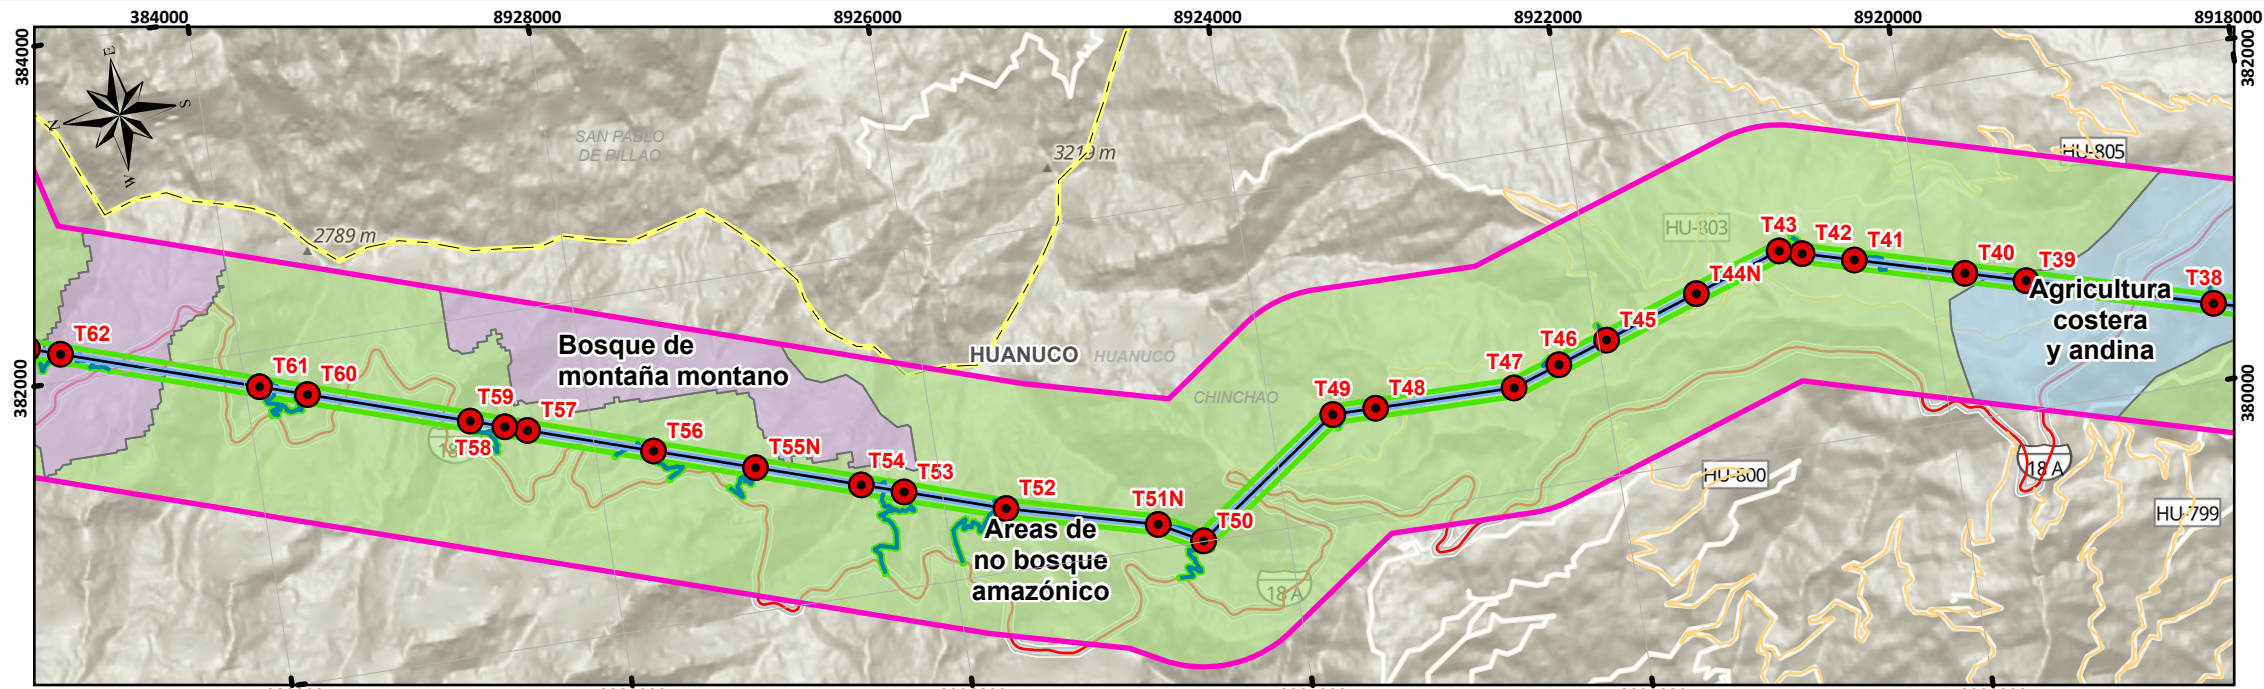 384000
8928000
8926000
8924000
8922000
8920000
8918000
384000
382000
382000
380000
E
S
N
W
SAN PABLO
DE PILLAO
3219 m
2789 m
HU-805
HU-803
T43
T42
T41
T40
T39
T38
Agricultura
costera
y andina
T44N
T45
T46
T47
T48
T49
Bosque de
montaña montano
HUANUCO
HUANUCO
CHINCHAO
T62
T61
T60
T59
T58
T57
T56
T55N
T54
T53
T52
T51N
T50
Areas de
no bosque
amazónico
18 A
18 A
HU-800
HU-799